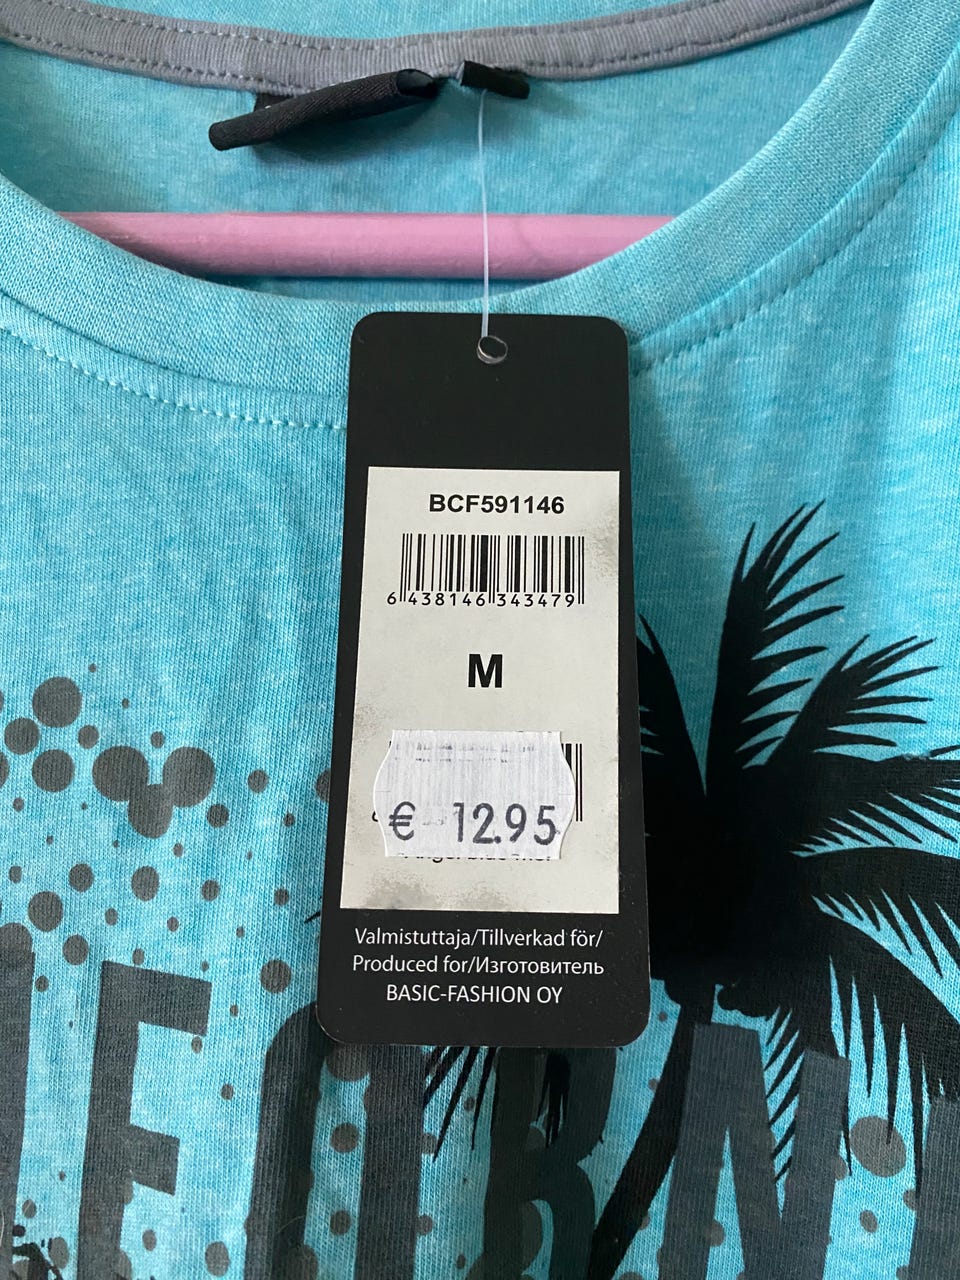 BCF591146
6 438146 343479
M
€ 12.95
Valmistuttaja/Tillverkad för/
Produced for/Изготовитель
BASIC-FASHION OY